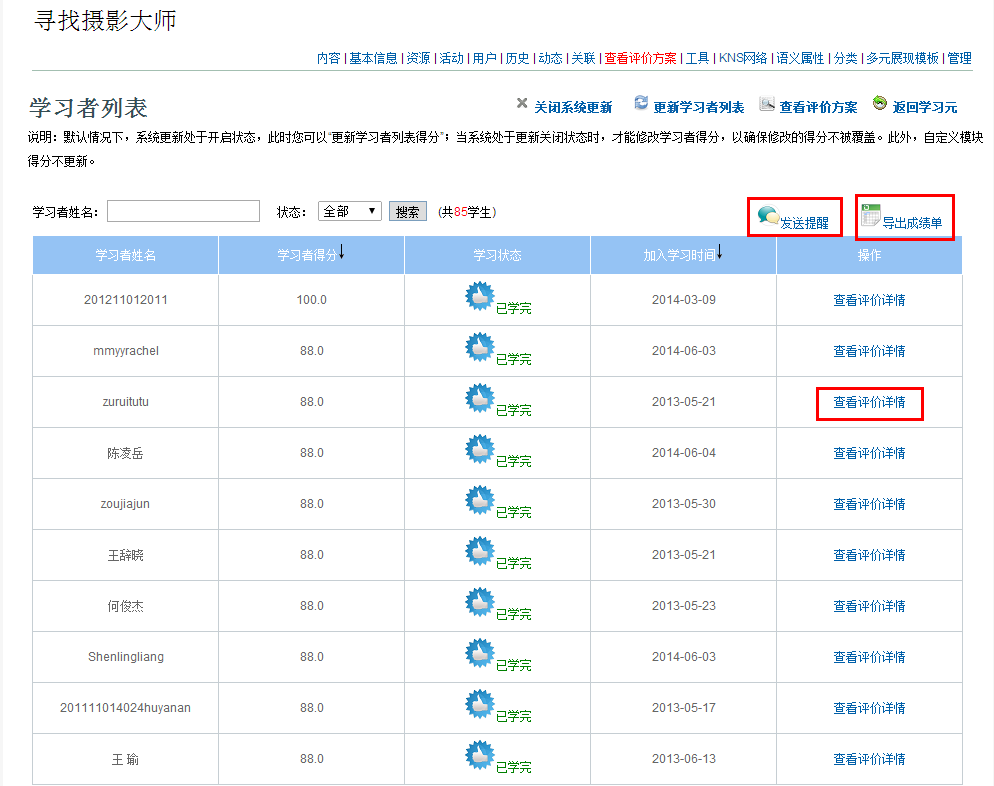 寻找摄影大师
内容 | 基本信息 | 资源 | 活动 | 用户 | 历史 | 动态 | 关联 | 查看评价方案 | 工具 | KNS网络 | 语义属性 | 分类 | 多元展现模板 | 管理
学习者列表 关闭系统更新 更新学习者列表 查看评价方案 返回学习元
说明：默认情况下，系统更新处于开启状态，此时您可以“更新学习者列表得分”；当系统处于更新关闭状态时，才能修改学习者得分，以确保修改的得分不被覆盖。此外，自定义模块
得分不更新。
学习者姓名： 状态： 全部 搜索 (共85学生) 发送提醒 导出成绩单
学习者姓名 学习者得分↓ 学习状态 加入学习时间↓ 操作
201211012011 100.0 已学完 2014-03-09 查看评价详情
mmyyrachel 88.0 已学完 2014-06-03 查看评价详情
zuruitutu 88.0 已学完 2013-05-21 查看评价详情
陈凌岳 88.0 已学完 2014-06-04 查看评价详情
zoujiajun 88.0 已学完 2013-05-30 查看评价详情
王辞晓 88.0 已学完 2013-05-21 查看评价详情
何俊杰 88.0 已学完 2013-05-23 查看评价详情
Shenlingliang 88.0 已学完 2014-06-03 查看评价详情
201111014024huyanan 88.0 已学完 2013-05-17 查看评价详情
王 瑜 88.0 已学完 2013-06-13 查看评价详情